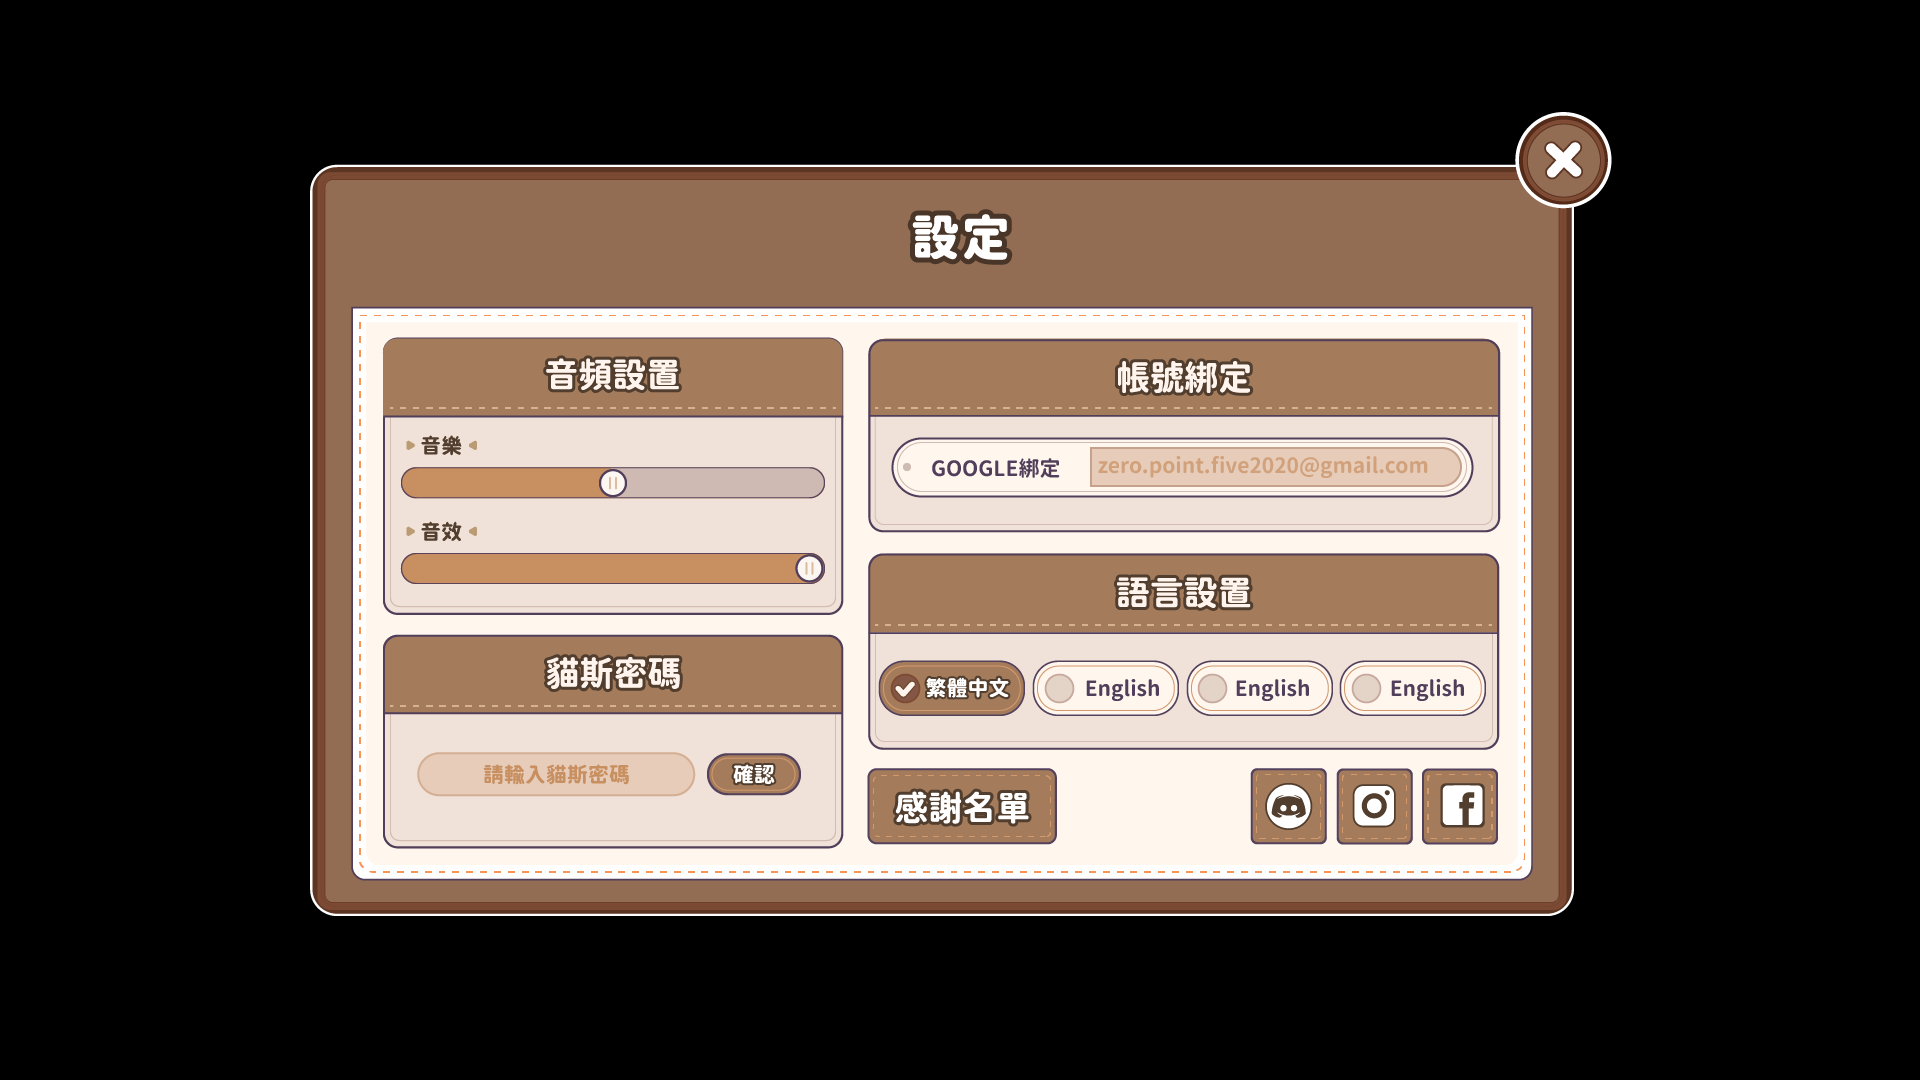 設定
音頻設置
音樂
音效
貓斯密碼
請輸入貓斯密碼
確認
帳號綁定
GOOGLE綁定
zero.point.five2020@gmail.com
語言設置
繁體中文
English
English
English
感謝名單